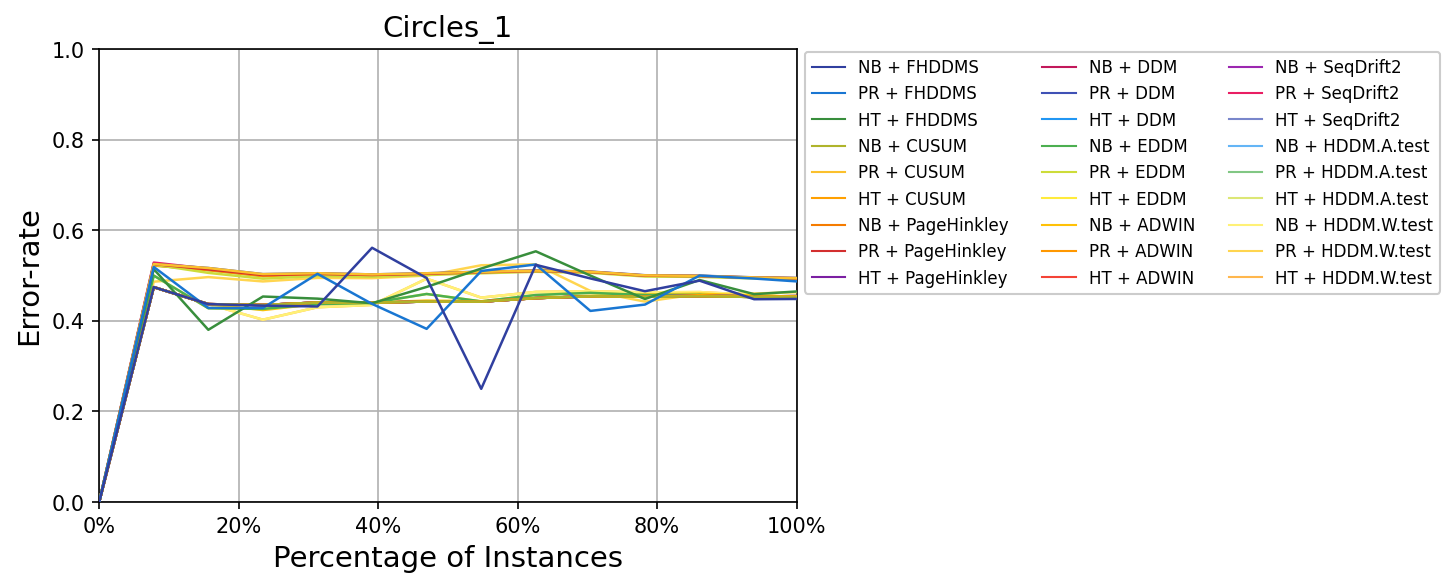 Circles_1
1.0
0.8
0.6
0.4
0.2
0.0
Error-rate
0%
20%
40%
60%
80%
100%
Percentage of Instances
NB + FHDDMS
PR + FHDDMS
HT + FHDDMS
NB + CUSUM
PR + CUSUM
HT + CUSUM
NB + PageHinkley
PR + PageHinkley
HT + PageHinkley
NB + DDM
PR + DDM
HT + DDM
NB + EDDM
PR + EDDM
HT + EDDM
NB + ADWIN
PR + ADWIN
HT + ADWIN
NB + SeqDrift2
PR + SeqDrift2
HT + SeqDrift2
NB + HDDM.A.test
PR + HDDM.A.test
HT + HDDM.A.test
NB + HDDM.W.test
PR + HDDM.W.test
HT + HDDM.W.test